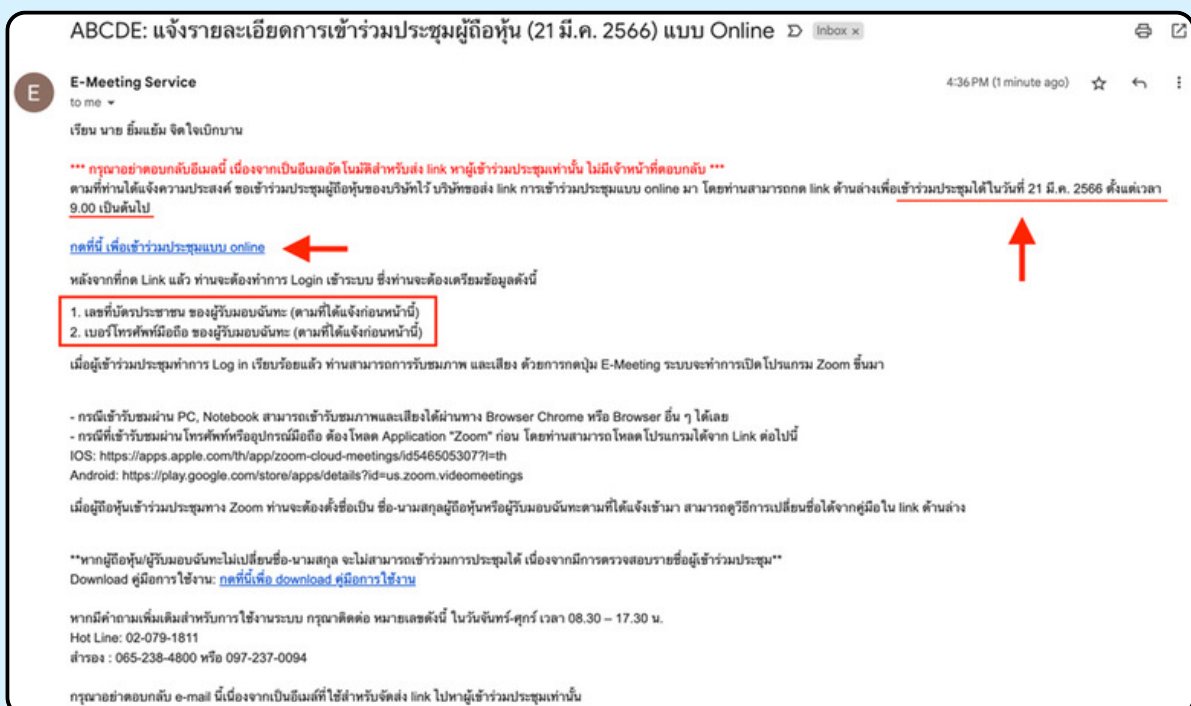 ABCDE: แจ้งรายละเอียดการเข้าร่วมประชุมผู้ถือหุ้น (21 มี.ค. 2566) แบบ Online Inbox x
E
E-Meeting Service
4:36 PM (1 minute ago)
to me
เรียน นาย ยิ้มแย้ม จิตใจเบิกบาน
*** กรุณาอย่าตอบกลับอีเมลนี้ เนื่องจากเป็นอีเมลอัตโนมัติสำหรับส่ง link หาผู้เข้าร่วมประชุมเท่านั้น ไม่มีเจ้าหน้าที่ตอบกลับ ***
ตามที่ท่านได้แจ้งความประสงค์ ขอเข้าร่วมประชุมผู้ถือหุ้นของบริษัทไว้ บริษัทขอส่ง link การเข้าร่วมประชุมแบบ online มา โดยท่านสามารถกด link ด้านล่างเพื่อเข้าร่วมประชุมได้ในวันที่ 21 มี.ค. 2566 ตั้งแต่เวลา
9.00 เป็นต้นไป
กดที่นี่ เพื่อเข้าร่วมประชุมแบบ online
หลังจากที่กด Link แล้ว ท่านจะต้องทำการ Login เข้าระบบ ซึ่งท่านจะต้องเตรียมข้อมูลดังนี้
1. เลขที่บัตรประชาชน ของผู้รับมอบฉันทะ (ตามที่ได้แจ้งก่อนหน้านี้)
2. เบอร์โทรศัพท์มือถือ ของผู้รับมอบฉันทะ (ตามที่ได้แจ้งก่อนหน้านี้)
เมื่อผู้เข้าร่วมประชุมทำการ Log in เรียบร้อยแล้ว ท่านสามารถการรับชมภาพ และเสียง ด้วยการกดปุ่ม E-Meeting ระบบจะทำการเปิดโปรแกรม Zoom ขึ้นมา
- กรณีเข้ารับชมผ่าน PC, Notebook สามารถเข้ารับชมภาพและเสียงได้ผ่านทาง Browser Chrome หรือ Browser อื่น ๆ ได้เลย
- กรณีที่เข้ารับชมผ่านโทรศัพท์หรืออุปกรณ์มือถือ ต้องโหลด Application "Zoom" ก่อน โดยท่านสามารถโหลดโปรแกรมได้จาก Link ต่อไปนี้
IOS: https://apps.apple.com/th/app/zoom-cloud-meetings/id546505307?l=th
Android: https://play.google.com/store/apps/details?id=us.zoom.videomeetings
เมื่อผู้ถือหุ้นเข้าร่วมประชุมทาง Zoom ท่านจะต้องตั้งชื่อเป็น ชื่อ-นามสกุลผู้ถือหุ้นหรือผู้รับมอบฉันทะตามที่ได้แจ้งเข้ามา สามารถดูวิธีการเปลี่ยนชื่อได้จากคู่มือใน link ด้านล่าง
**หากผู้ถือหุ้น/ผู้รับมอบฉันทะไม่เปลี่ยนชื่อ-นามสกุล จะไม่สามารถเข้าร่วมการประชุมได้ เนื่องจากมีการตรวจสอบรายชื่อผู้เข้าร่วมประชุม**
Download คู่มือการใช้งาน: กดที่นี่เพื่อ download คู่มือการใช้งาน
หากมีคำถามเพิ่มเติมสำหรับการใช้งานระบบ กรุณาติดต่อ หมายเลขดังนี้ ในวันจันทร์-ศุกร์ เวลา 08.30 – 17.30 น.
Hot Line: 02-079-1811
สำรอง : 065-238-4800 หรือ 097-237-0094
กรุณาอย่าตอบกลับ e-mail นี้เนื่องจากเป็นอีเมล์ที่ใช้สำหรับจัดส่ง link ไปหาผู้เข้าร่วมประชุมเท่านั้น